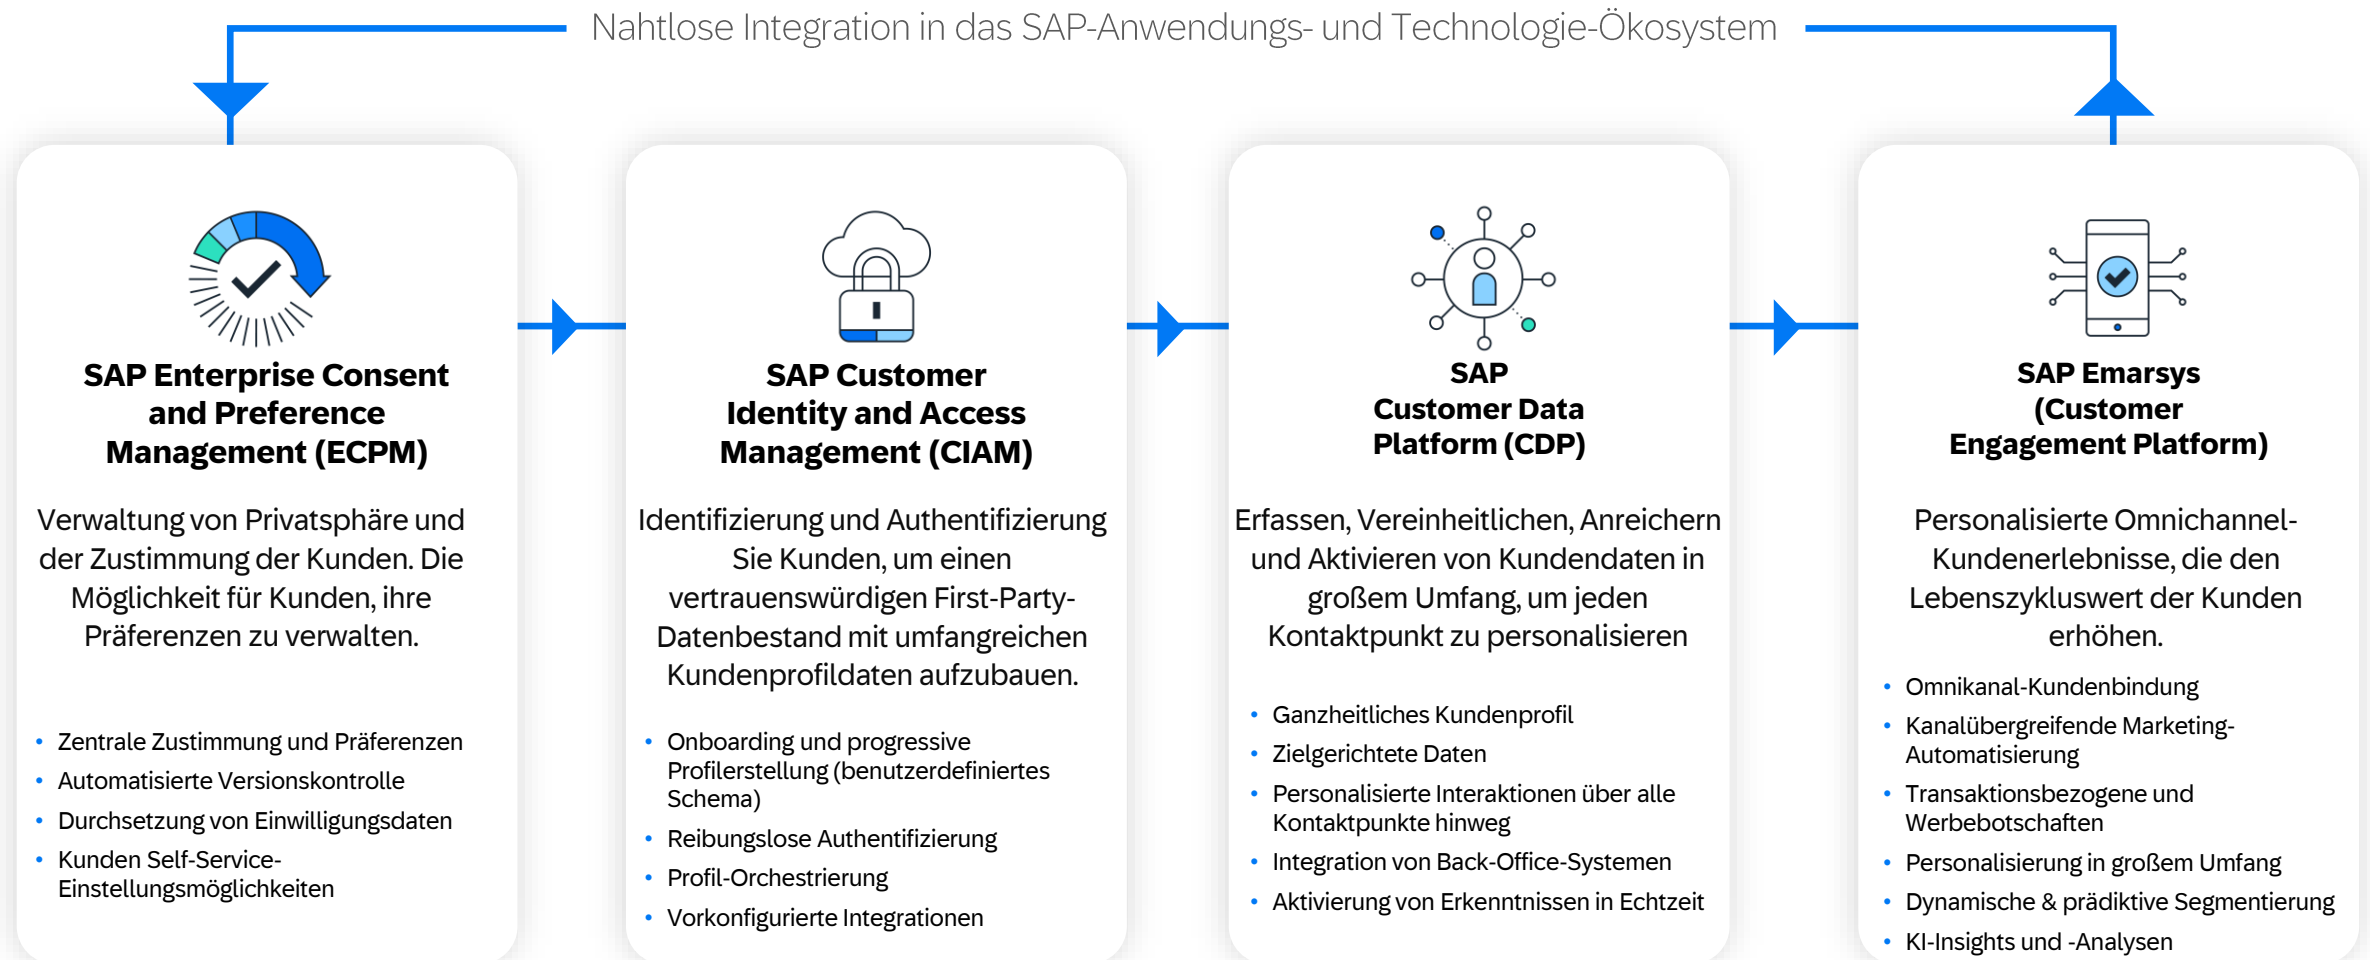 Nahtlose Integration in das SAP-Anwendungs- und Technologie-Ökosystem
SAP Enterprise Consent
and Preference
Management (ECPM)
Verwaltung von Privatsphäre und
der Zustimmung der Kunden. Die
Möglichkeit für Kunden, ihre
Präferenzen zu verwalten.
• Zentrale Zustimmung und Präferenzen
• Automatisierte Versionskontrolle
• Durchsetzung von Einwilligungsdaten
• Kunden Self-Service-
Einstellungsmöglichkeiten
SAP Customer
Identity and Access
Management (CIAM)
Identifizierung und Authentifizierung
Sie Kunden, um einen
vertrauenswürdigen First-Party-
Datenbestand mit umfangreichen
Kundenprofildaten aufzubauen.
• Onboarding und progressive
Profilerstellung (benutzerdefiniertes
Schema)
• Reibungslose Authentifizierung
• Profil-Orchestrierung
• Vorkonfigurierte Integrationen
SAP
Customer Data
Platform (CDP)
Erfassen, Vereinheitlichen, Anreichern
und Aktivieren von Kundendaten in
großem Umfang, um jeden
Kontaktpunkt zu personalisieren
• Ganzheitliches Kundenprofil
• Zielgerichtete Daten
• Personalisierte Interaktionen über alle
Kontaktpunkte hinweg
• Integration von Back-Office-Systemen
• Aktivierung von Erkenntnissen in Echtzeit
SAP Emarsys
(Customer
Engagement Platform)
Personalisierte Omnichannel-
Kundenerlebnisse, die den
Lebenszykluswert der Kunden
erhöhen.
• Omnikanal-Kundenbindung
• Kanalübergreifende Marketing-
Automatisierung
• Transaktionsbezogene und
Werbebotschaften
• Personalisierung in großem Umfang
• Dynamische & prädiktive Segmentierung
• KI-Insights und -Analysen